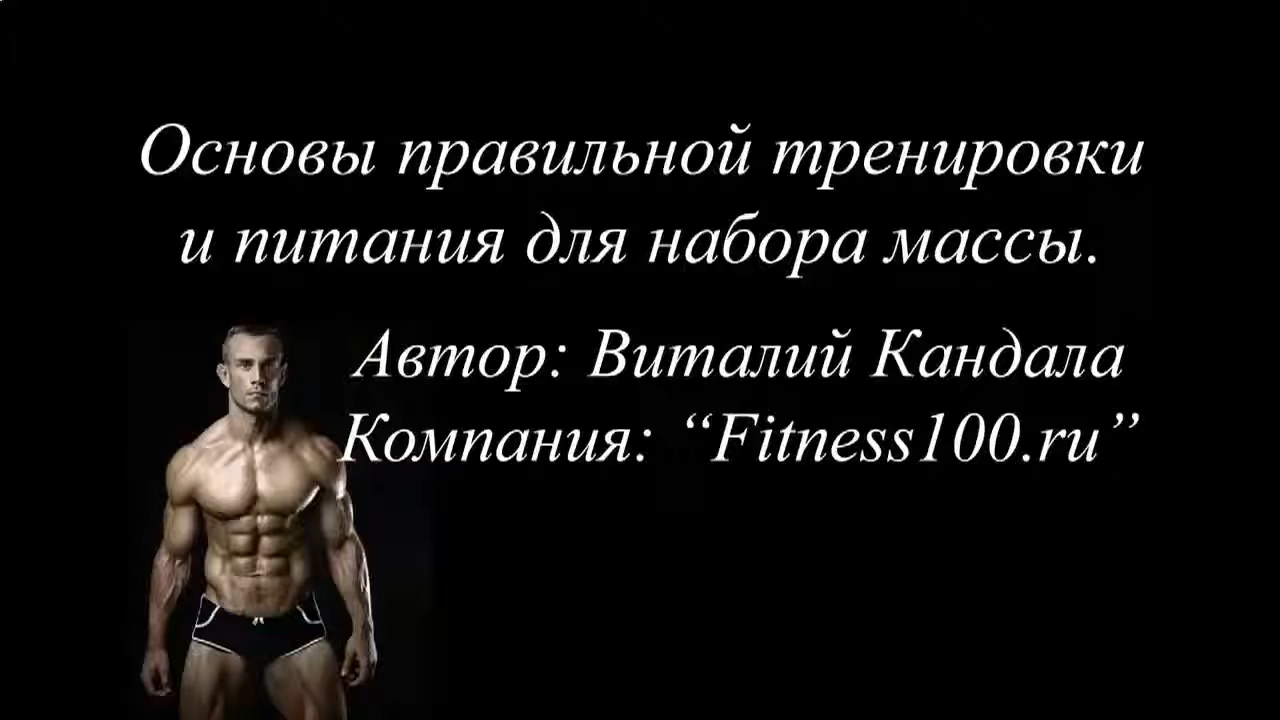 Основы правильной тренировки
и питания для набора массы.
Автор: Виталий Кандала
Компания: “Fitness100.ru”